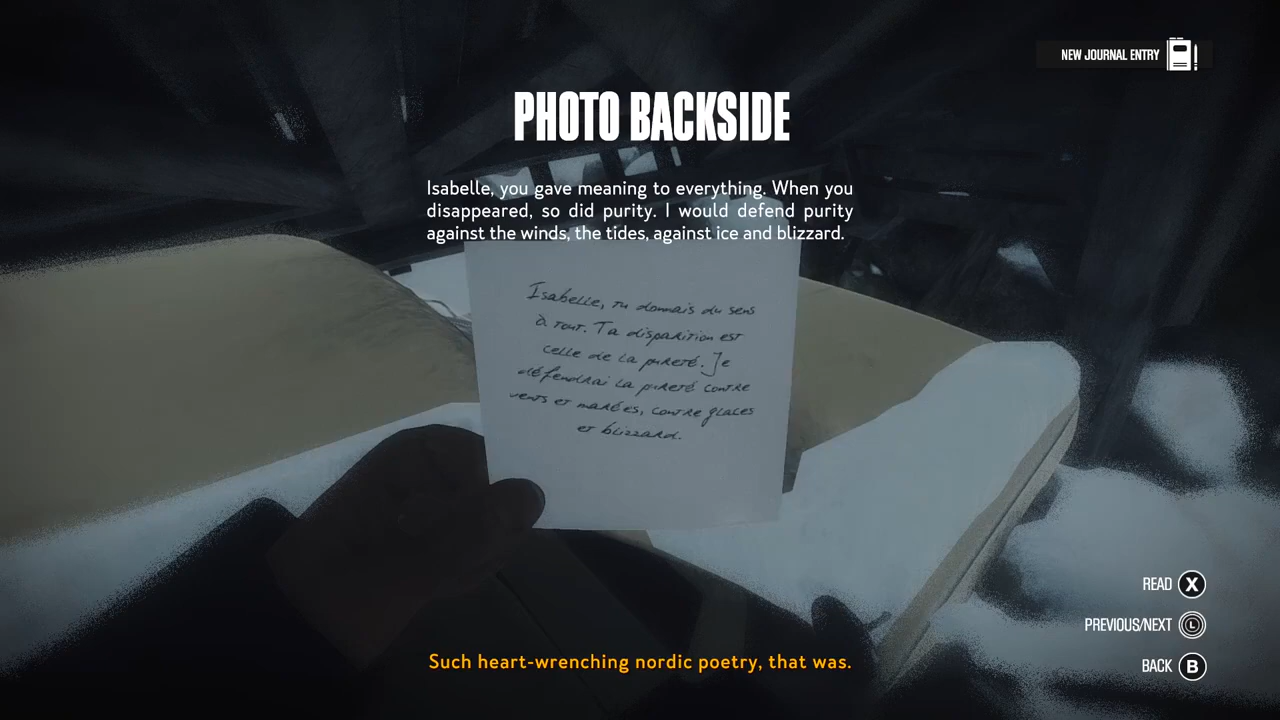 NEW JOURNAL ENTRY
PHOTO BACKSIDE
Isabelle, you gave meaning to everything. When you
disappeared, so did purity. I would defend purity
against the winds, the tides, against ice and blizzard.
Isabelle, tu donnais du sens
à tout. Ta disparition est
celle de la pureté. Je
défendrai la pureté contre
vents et marées, contre glaces
et blizzard.
READ X
PREVIOUS/NEXT L
BACK B
Such heart-wrenching nordic poetry, that was.